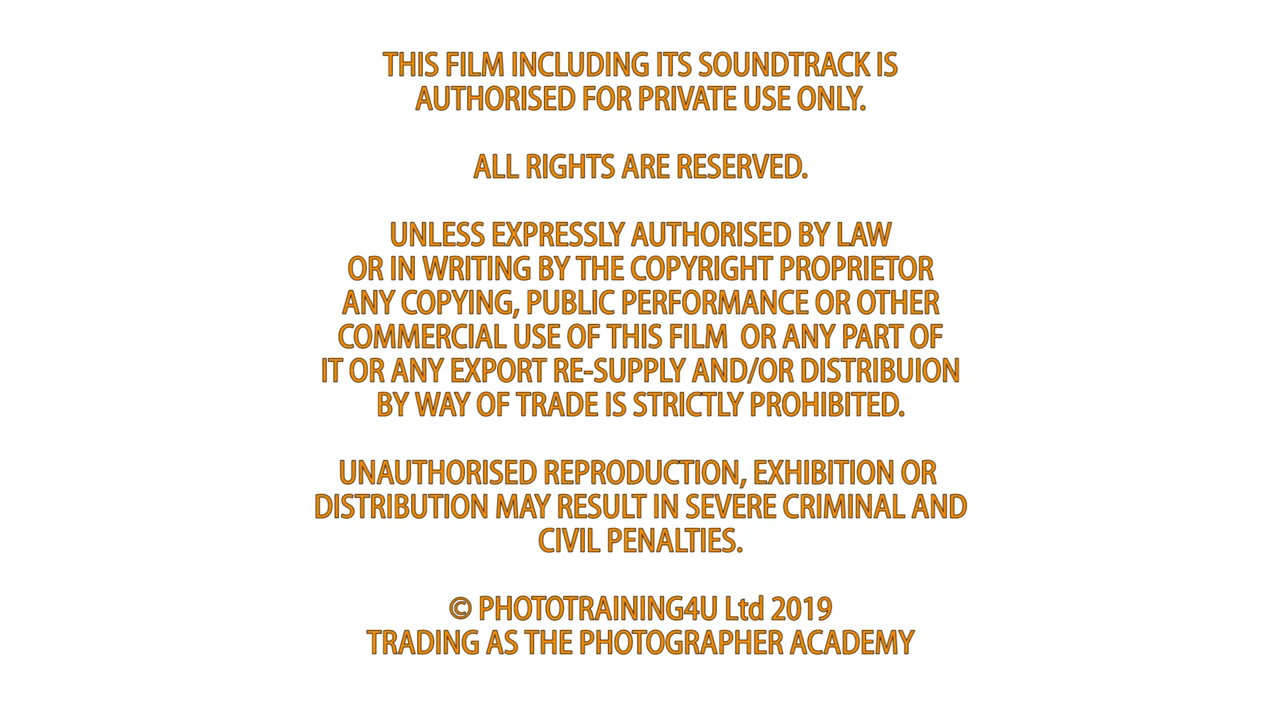 THIS FILM INCLUDING ITS SOUNDTRACK IS
AUTHORISED FOR PRIVATE USE ONLY.
ALL RIGHTS ARE RESERVED.
UNLESS EXPRESSLY AUTHORISED BY LAW
OR IN WRITING BY THE COPYRIGHT PROPRIETOR
ANY COPYING, PUBLIC PERFORMANCE OR OTHER
COMMERCIAL USE OF THIS FILM  OR ANY PART OF
IT OR ANY EXPORT RE-SUPPLY AND/OR DISTRIBUION
BY WAY OF TRADE IS STRICTLY PROHIBITED.
UNAUTHORISED REPRODUCTION, EXHIBITION OR
DISTRIBUTION MAY RESULT IN SEVERE CRIMINAL AND
CIVIL PENALTIES.
© PHOTOTRAINING4U Ltd 2019
TRADING AS THE PHOTOGRAPHER ACADEMY